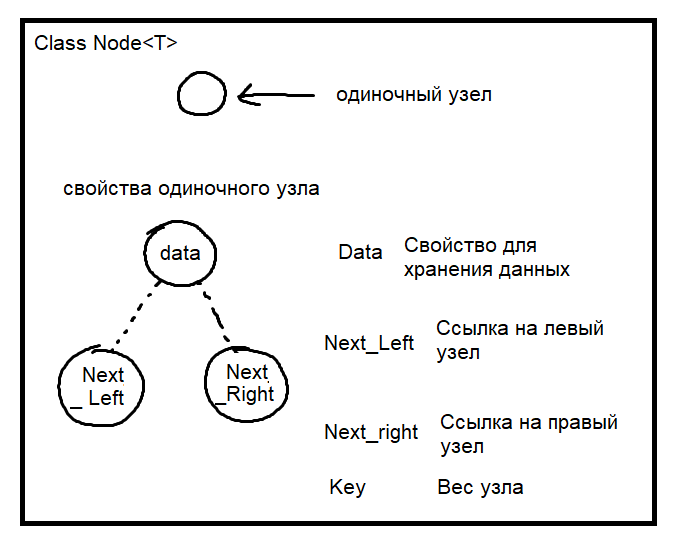 Class Node<T>
одиночный узел
свойства одиночного узла
data
Next
_ Left
Next
_Right
Data
Свойство для
хранения данных
Next_Left
Ссылка на левый
узел
Next_right
Ссылка на правый
узел
Key
Вес узла